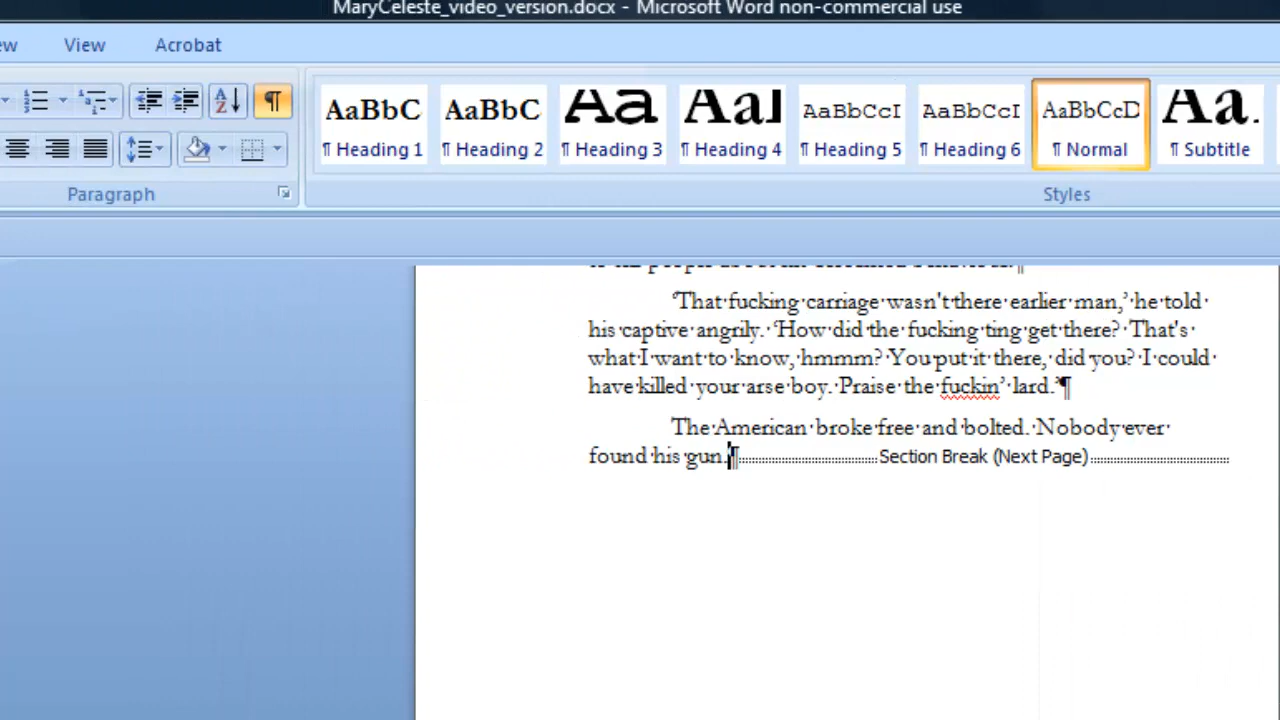 MaryCeleste_video_version.docx - Microsoft Word non-commercial use
View Acrobat
AaBbC AaBbC Aa AaI AaBbCcI AaBbCcI AaBbCcD Aa.
¶ Heading 1 ¶ Heading 2 ¶ Heading 3 ¶ Heading 4 ¶ Heading 5 ¶ Heading 6 ¶ Normal ¶ Subtitle
Paragraph Styles
‘That fucking carriage wasn't there earlier man,’ he told
his captive angrily. ‘How did the fucking ting get there? That's
what I want to know, hmmm? You put it there, did you? I could
have killed your arse boy. Praise the fuckin’ lard.’¶
The American broke free and bolted. Nobody ever
found his gun.¶ Section Break (Next Page)